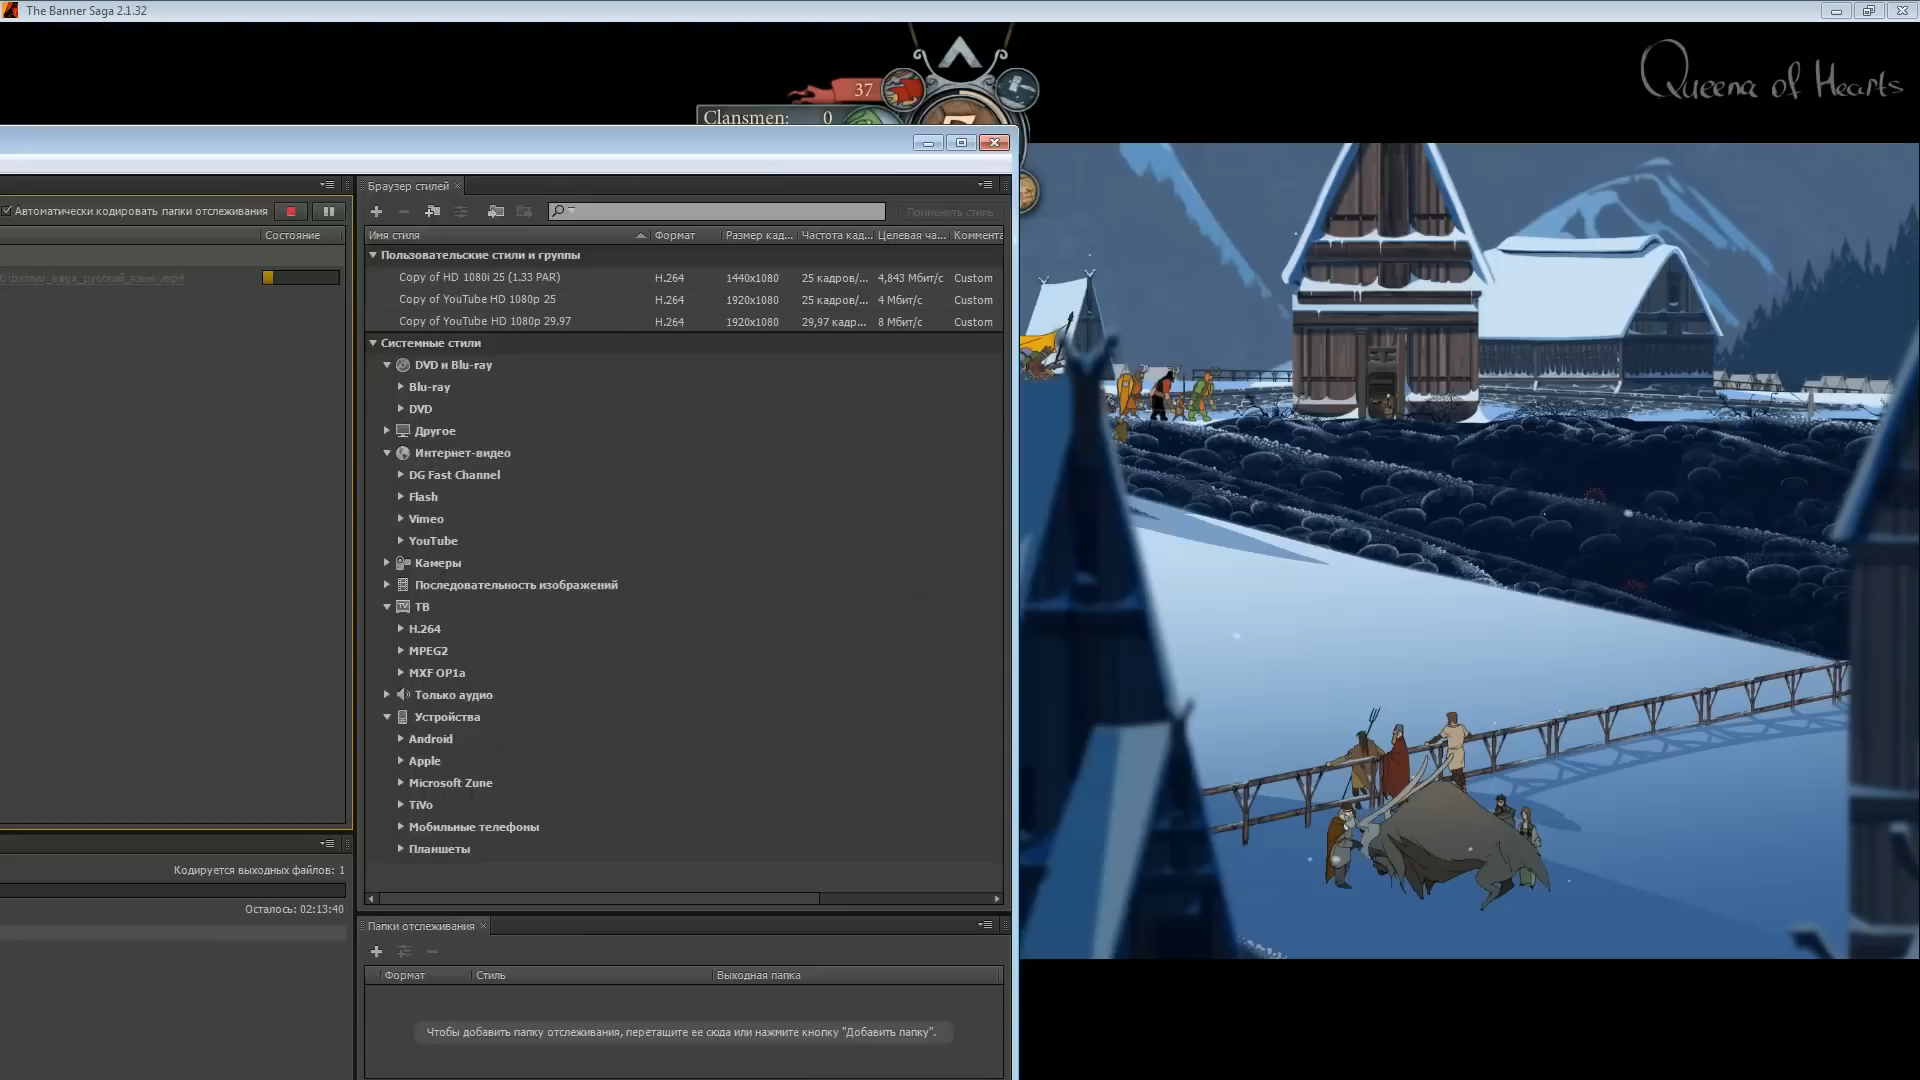 The Banner Saga 2.1.32
Queena of Hearts
37
Clansmen: 0
Браузер стилей
Автоматически кодировать папки отслеживания
Применить стиль
Состояние
Имя стиля Формат Размер кад... Частота кад... Целевая ча... Коммента
Пользовательские стили и группы
Copy of HD 1080i 25 (1.33 PAR) H.264 1440x1080 25 кадров/... 4,843 Мбит/с Custom
Copy of YouTube HD 1080p 25 H.264 1920x1080 25 кадров/... 4 Мбит/с Custom
Copy of YouTube HD 1080p 29.97 H.264 1920x1080 29,97 кадр... 8 Мбит/с Custom
Системные стили
DVD и Blu-ray
Blu-ray
DVD
Другое
Интернет-видео
DG Fast Channel
Flash
Vimeo
YouTube
Камеры
Последовательность изображений
ТВ
H.264
MPEG2
MXF OP1a
Только аудио
Устройства
Android
Apple
Microsoft Zune
TiVo
Мобильные телефоны
Планшеты
Кодируется выходных файлов: 1
Осталось: 02:13:40
Папки отслеживания
Формат Стиль Выходная папка
Чтобы добавить папку отслеживания, перетащите ее сюда или нажмите кнопку "Добавить папку".